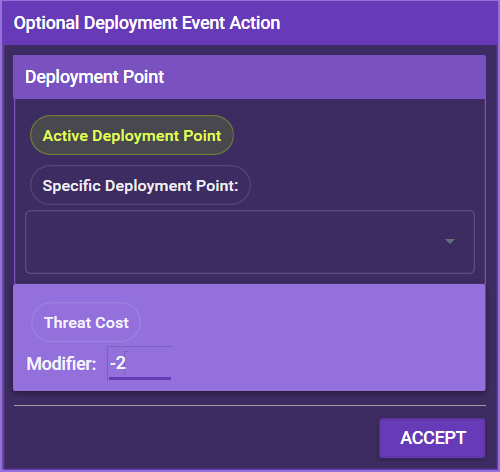 Optional Deployment Event Action
Deployment Point
Active Deployment Point
Specific Deployment Point:
Threat Cost
Modifier: -2
ACCEPT